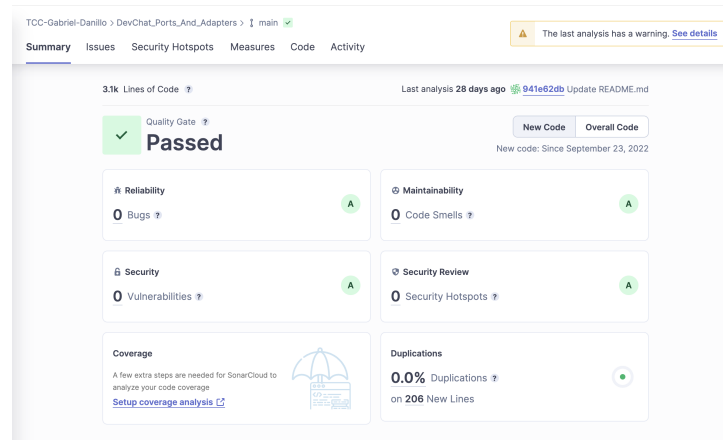 TCC-Gabriel-Danillo > DevChat_Ports_And_Adapters > main
The last analysis has a warning. See details
Summary Issues Security Hotspots Measures Code Activity
3.1k Lines of Code ?
Last analysis 28 days ago 941e62db Update README.md
Quality Gate ?
Passed
New Code Overall Code
New code: Since September 23, 2022
Reliability
0 Bugs ?
A
Maintainability
0 Code Smells ?
A
Security
0 Vulnerabilities ?
A
Security Review
0 Security Hotspots ?
A
Coverage
A few extra steps are needed for SonarCloud to
analyze your code coverage
Setup coverage analysis
Duplications
0.0% Duplications ?
on 206 New Lines